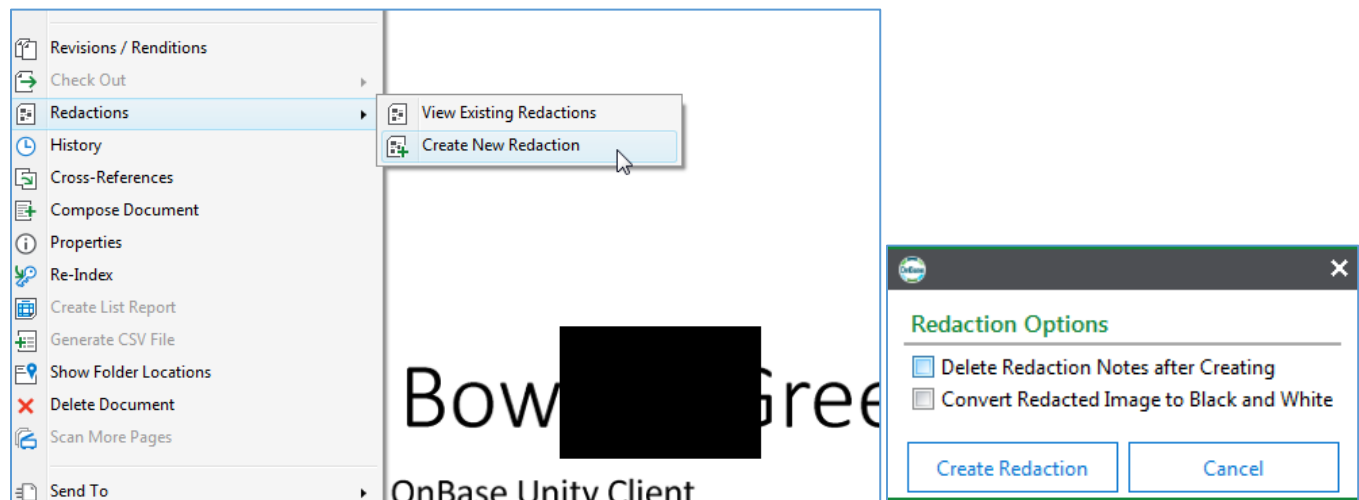 Revisions / Renditions
Check Out
Redactions
View Existing Redactions
History
Create New Redaction
Cross-References
Compose Document
Properties
Re-Index
Create List Report
Generate CSV File
Show Folder Locations
Delete Document
Scan More Pages
Send To
Bow Gree
OnBase Unity Client
OnBase
Redaction Options
Delete Redaction Notes after Creating
Convert Redacted Image to Black and White
Create Redaction Cancel